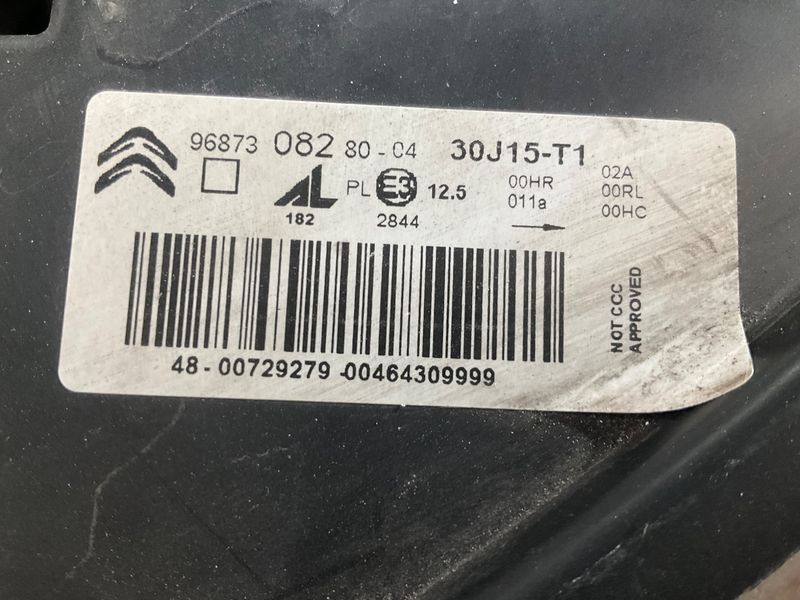 96873 082 80-04 30J15-T1
AL PL E3 12.5 00HR 02A
011a 00RL
182 2844 00HC
48-00729279-00464309999
NOT CCC
APPROVED